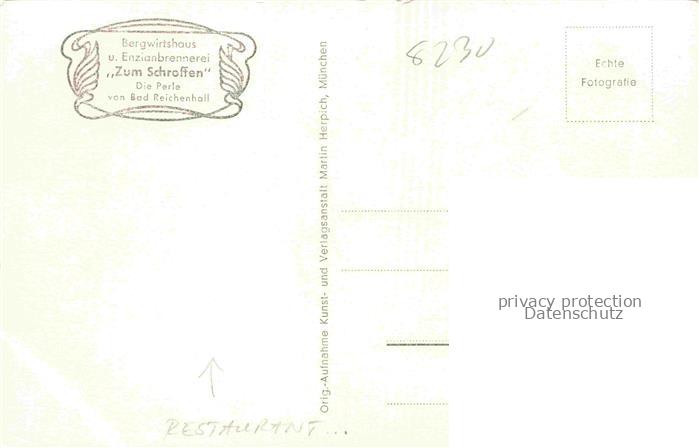 Bergwirtshaus
u. Enzianbrennerei
„Zum Schroffen"
Die Perle
von Bad Reichenhall
8230
Echte
Fotografie
Orig.-Aufnahme Kunst- und Verlagsanstalt Martin Herpich, München
privacy protection
Datenschutz
RESTAURANT...